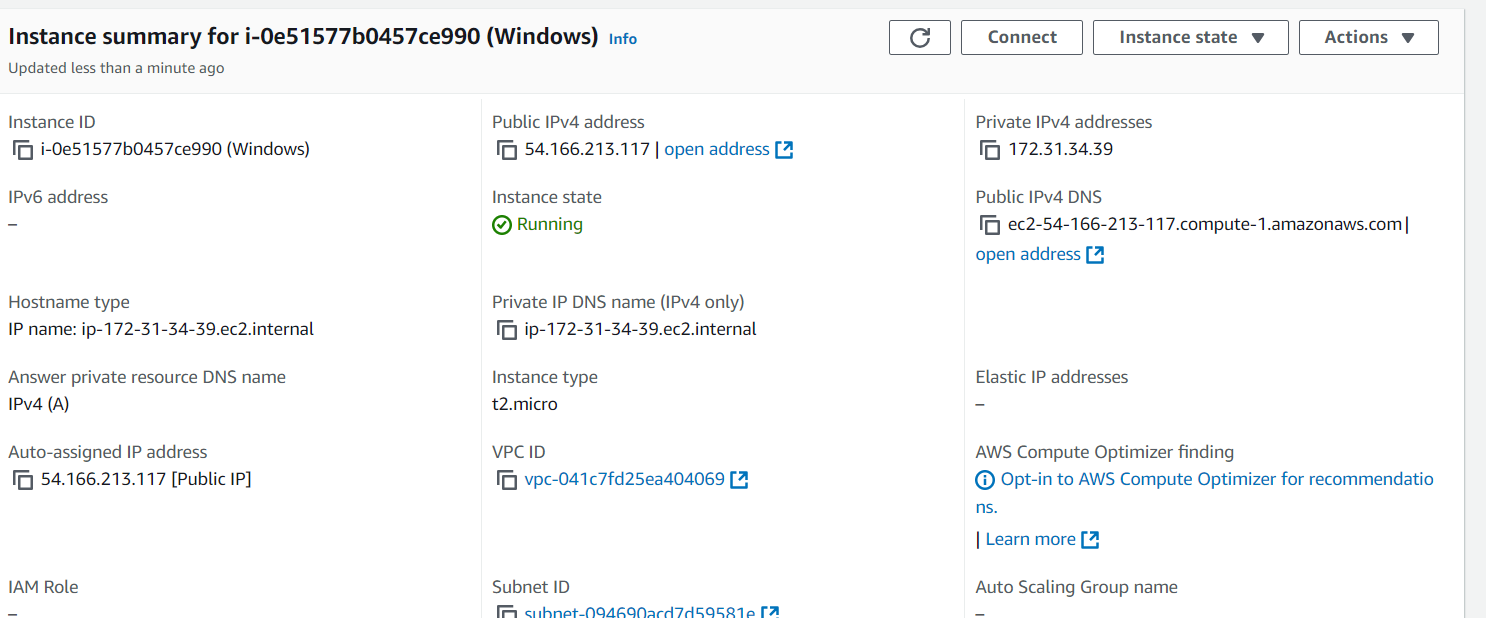 Instance summary for i-0e51577b0457ce990 (Windows) Info
Updated less than a minute ago
Connect
Instance state
Actions
Instance ID
i-0e51577b0457ce990 (Windows)
Public IPv4 address
54.166.213.117 | open address
Private IPv4 addresses
172.31.34.39
IPv6 address
–
Instance state
Running
Public IPv4 DNS
ec2-54-166-213-117.compute-1.amazonaws.com |
open address
Hostname type
IP name: ip-172-31-34-39.ec2.internal
Private IP DNS name (IPv4 only)
ip-172-31-34-39.ec2.internal
Answer private resource DNS name
IPv4 (A)
Instance type
t2.micro
Elastic IP addresses
–
Auto-assigned IP address
54.166.213.117 [Public IP]
VPC ID
vpc-041c7fd25ea404069
AWS Compute Optimizer finding
Opt-in to AWS Compute Optimizer for recommendatio
ns.
| Learn more
IAM Role
–
Subnet ID
subnet-094690acd7d59581e
Auto Scaling Group name
–